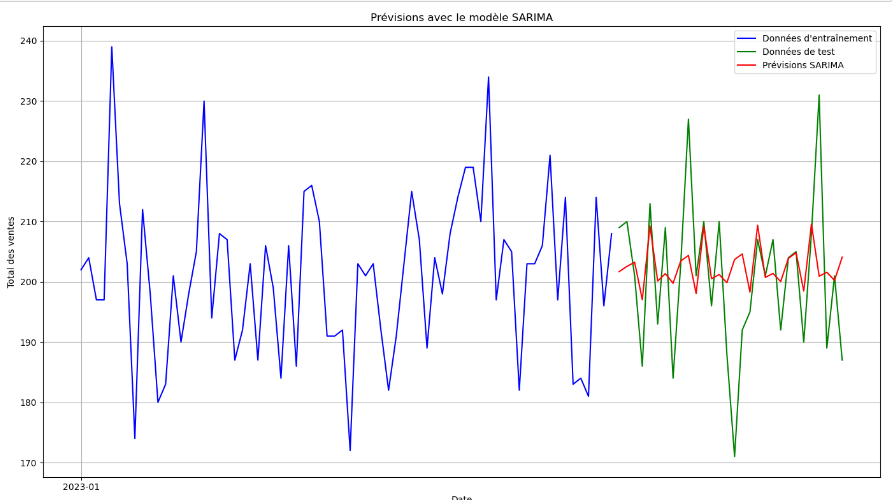 Prévisions avec le modèle SARIMA
Données d'entraînement
Données de test
Prévisions SARIMA
Total des ventes
240
230
220
210
200
190
180
170
2023-01
Date